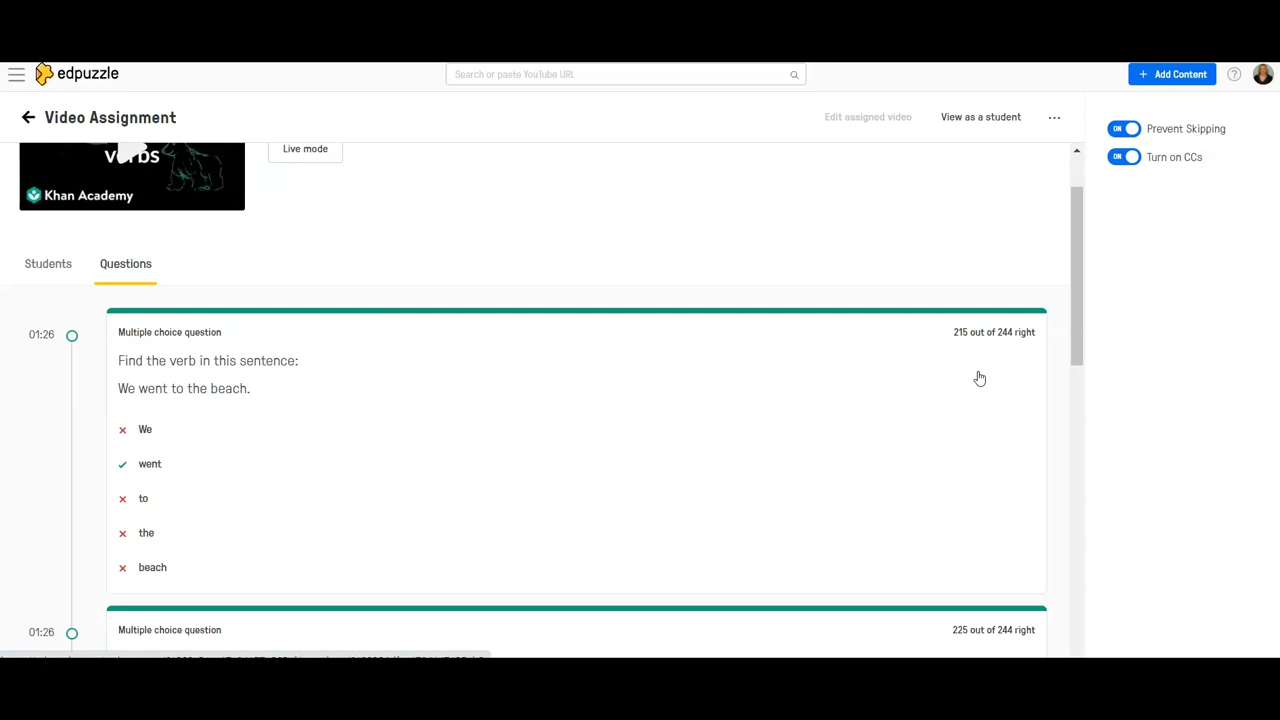 edpuzzle
Search or paste YouTube URL
+ Add Content
?
Video Assignment
Edit assigned video
View as a student
...
ON Prevent Skipping
ON Turn on CCs
verbs
Khan Academy
Live mode
Students
Questions
01:26
Multiple choice question
215 out of 244 right
Find the verb in this sentence:
We went to the beach.
We
went
to
the
beach
01:26
Multiple choice question
225 out of 244 right